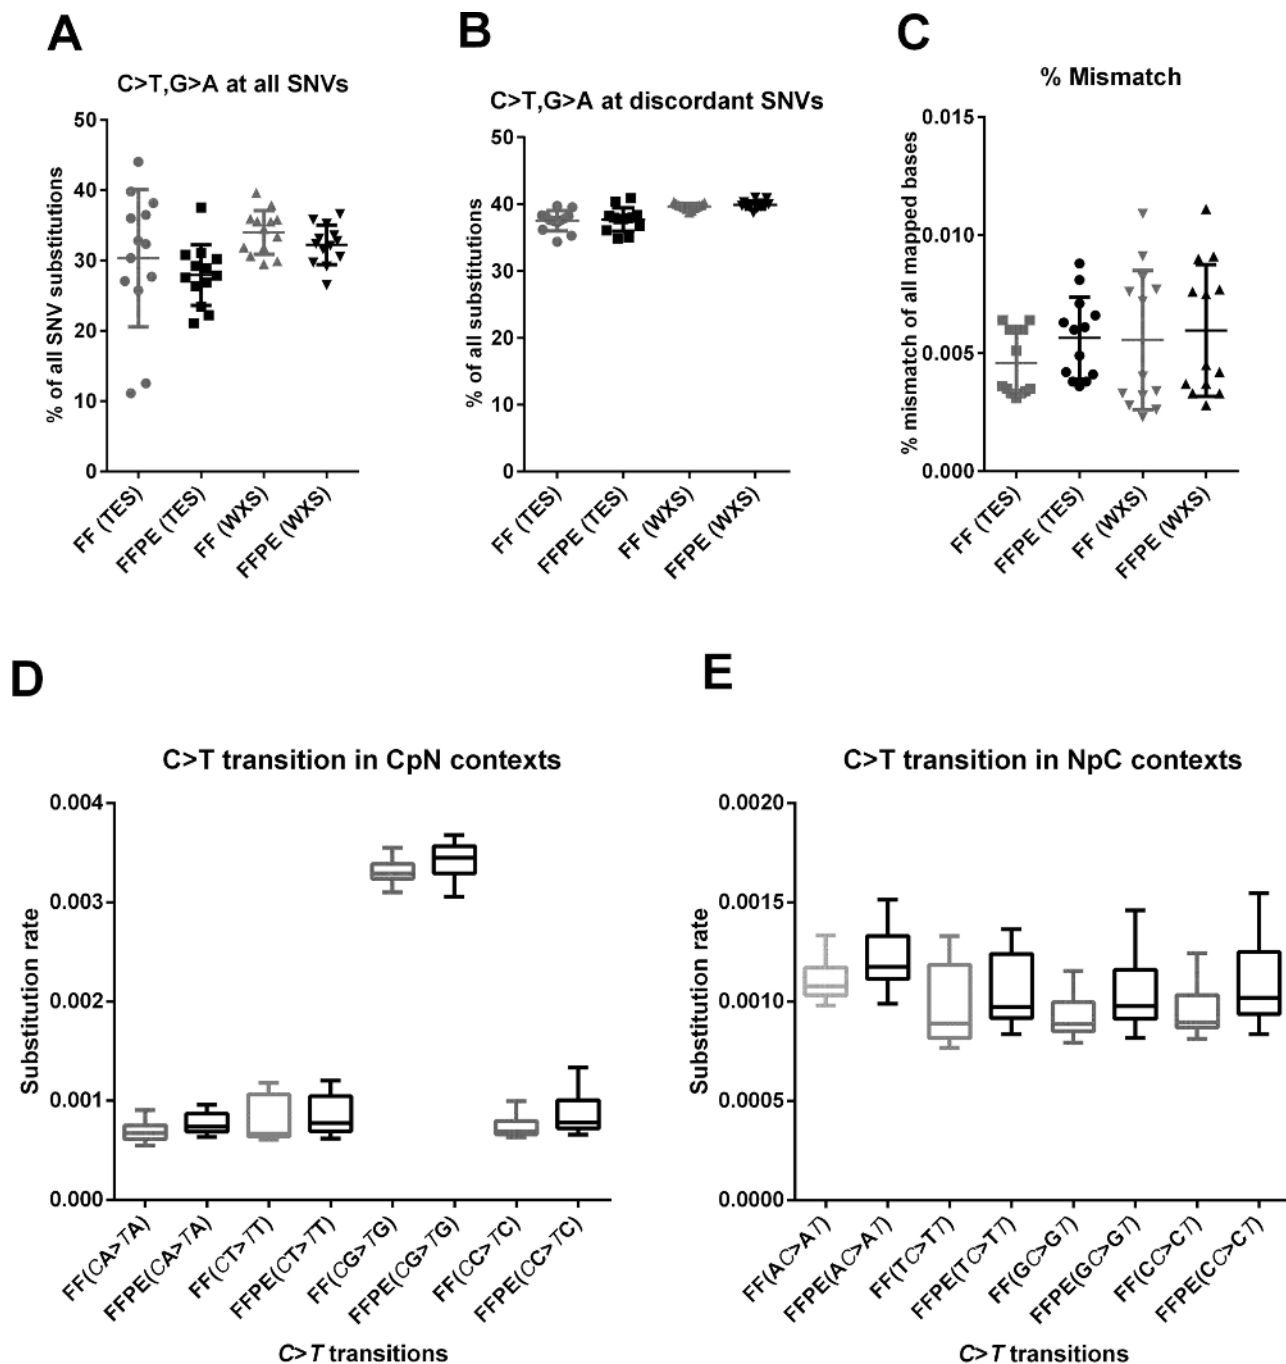 A
C>T,G>A at all SNVs
% of all SNV substitutions
50
40
30
20
10
0
FF (TES)
FFPE (TES)
FF (WXS)
FFPE (WXS)
B
C>T,G>A at discordant SNVs
% of all substitutions
50
40
30
20
10
0
FF (TES)
FFPE (TES)
FF (WXS)
FFPE (WXS)
C
% Mismatch
% mismatch of all mapped bases
0.015
0.010
0.005
0.000
FF (TES)
FFPE (TES)
FF (WXS)
FFPE (WXS)
D
C>T transition in CpN contexts
Substitution rate
0.004
0.003
0.002
0.001
0.000
FF(CA>TA)
FFPE(CA>TA)
FF(CT>TT)
FFPE(CT>TT)
FF(CG>TG)
FFPE(CG>TG)
FF(CC>TC)
FFPE(CC>TC)
C>T transitions
E
C>T transition in NpC contexts
Substitution rate
0.0020
0.0015
0.0010
0.0005
0.0000
FF(AC>AT)
FFPE(AC>AT)
FF(TC>TT)
FFPE(TC>TT)
FF(GC>GT)
FFPE(GC>GT)
FF(CC>CT)
FFPE(CC>CT)
C>T transitions